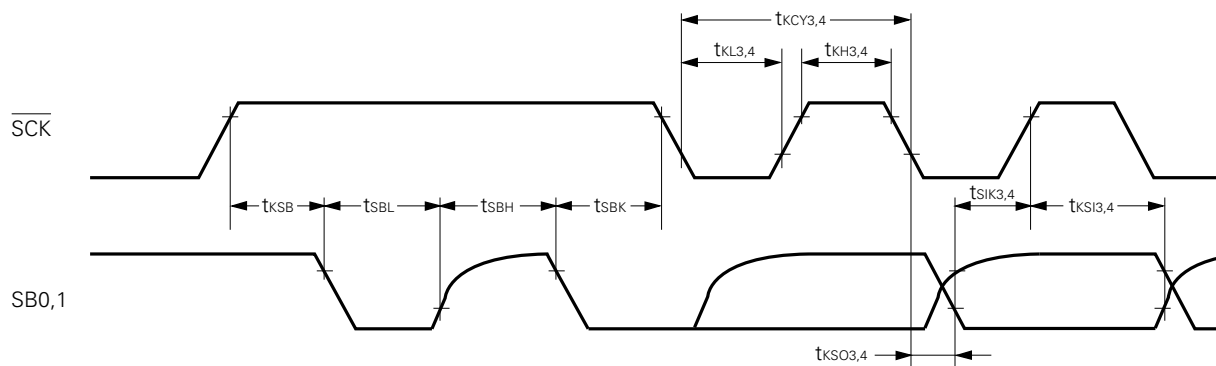 tKCY3,4
tKL3,4
tKH3,4
SCK
tKSB
tSBL
tSBH
tSBK
tSIK3,4
tKSI3,4
SB0,1
tKSO3,4